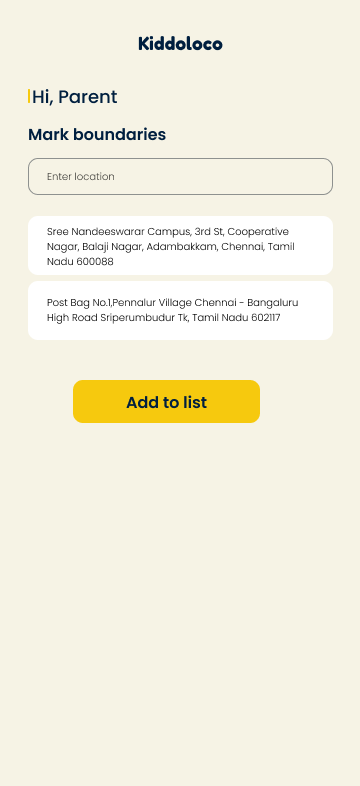 Kiddoloco
Hi, Parent
Mark boundaries
Enter location
Sree Nandeeswarar Campus, 3rd St, Cooperative
Nagar, Balaji Nagar, Adambakkam, Chennai, Tamil
Nadu 600088
Post Bag No.1,Pennalur Village Chennai - Bangaluru
High Road Sriperumbudur Tk, Tamil Nadu 602117
Add to list